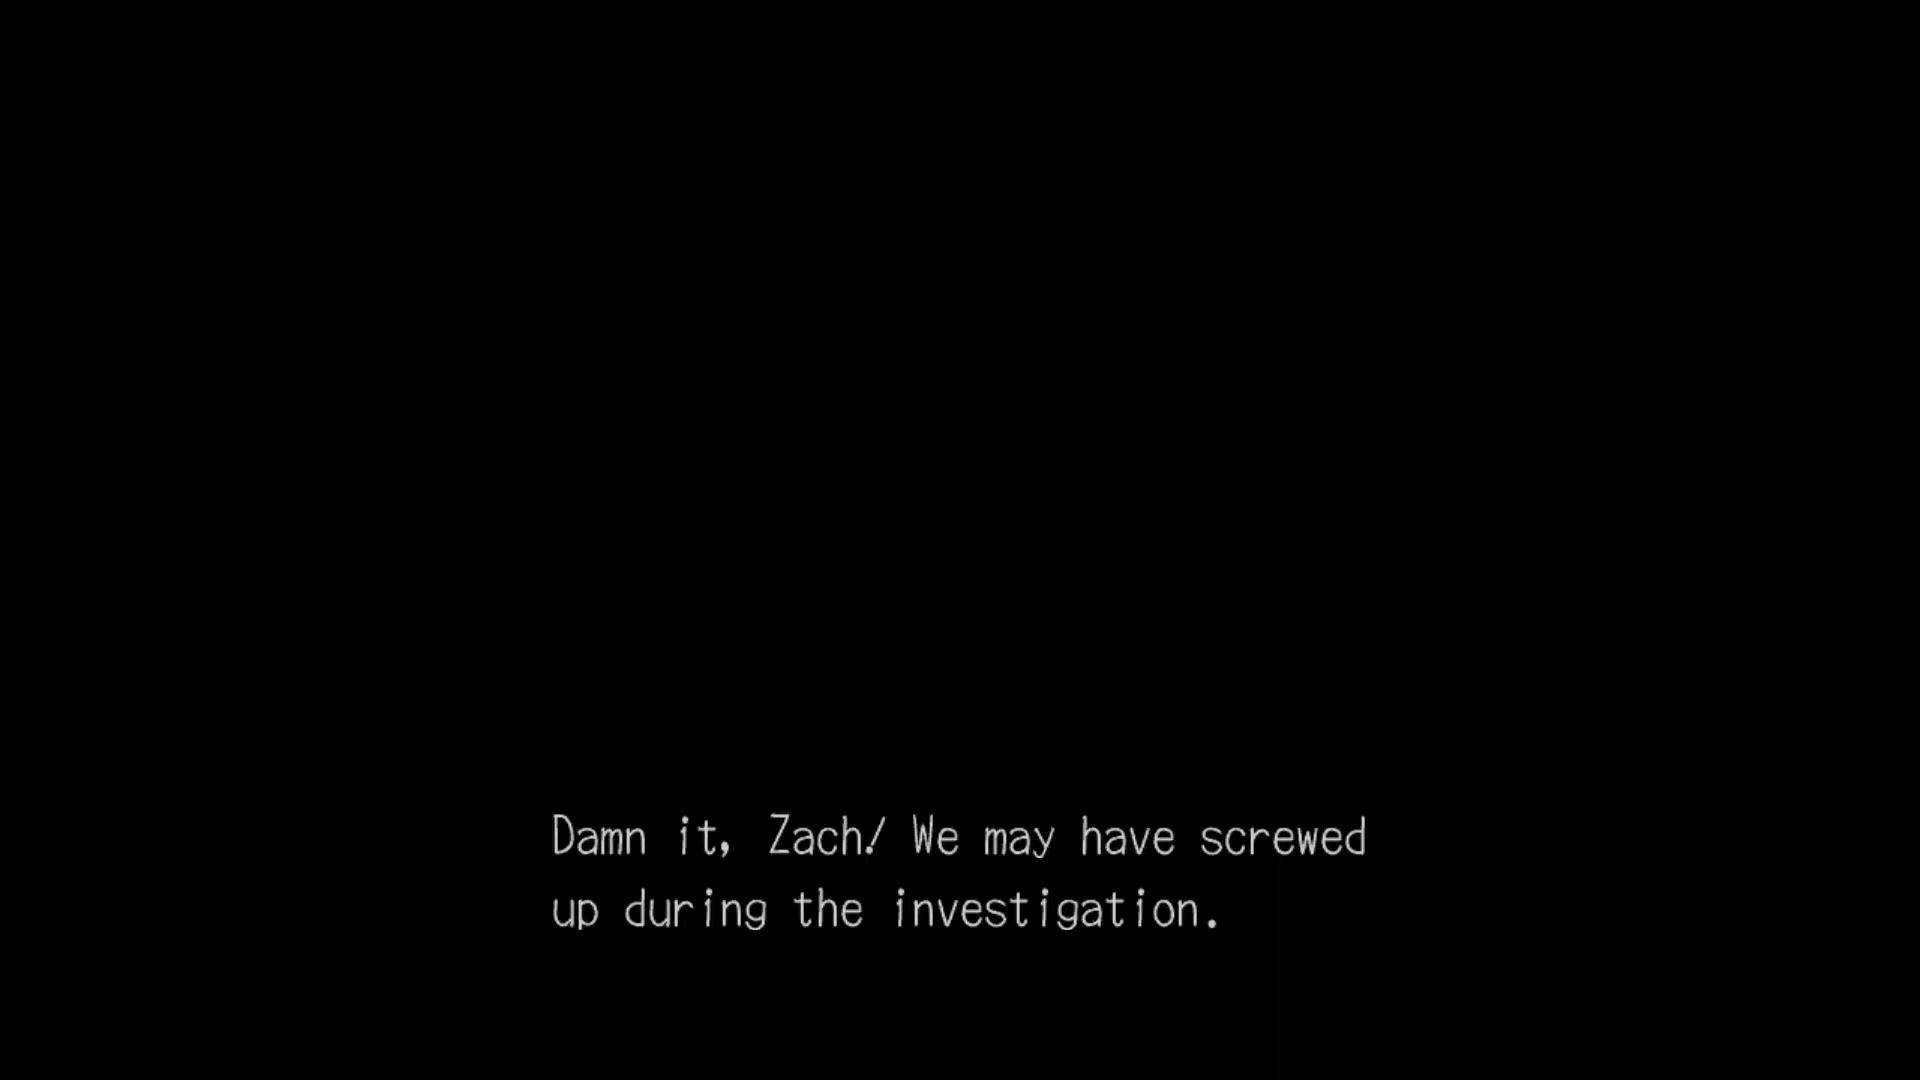 Damn it, Zach! We may have screwed
up during the investigation.